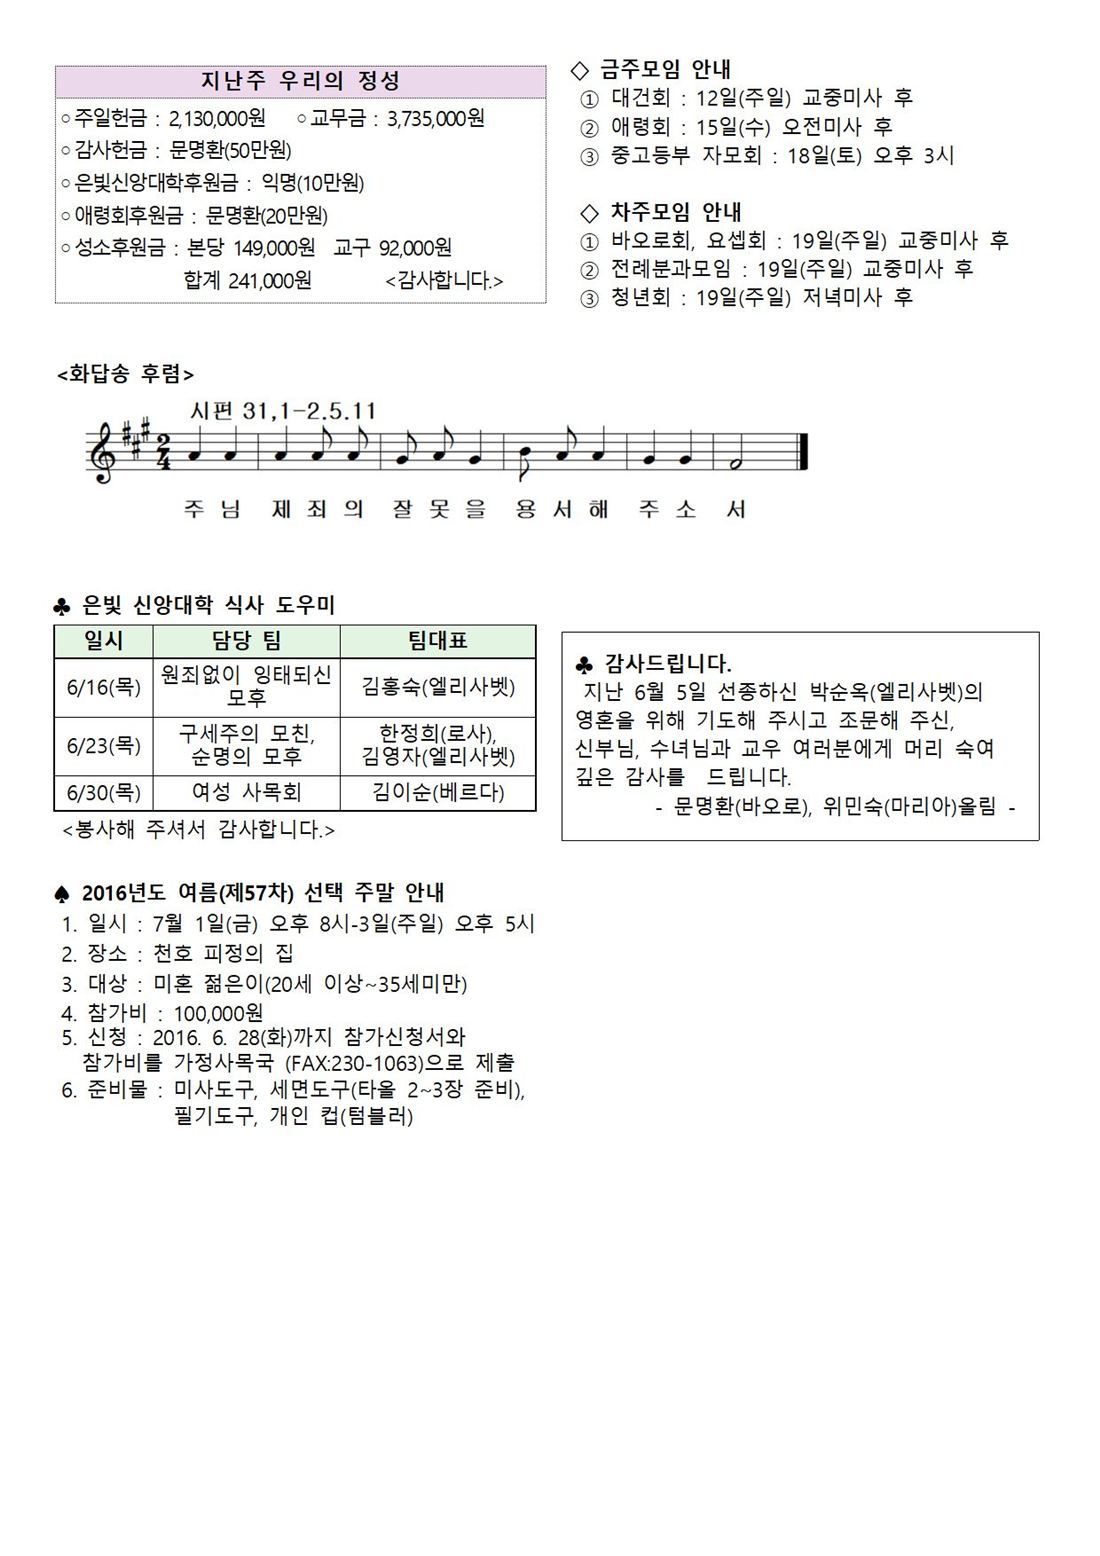 지난주 우리의 정성
○ 주일헌금 : 2,130,000원 ○ 교무금 : 3,735,000원
○ 감사헌금 : 문명환(50만원)
○ 은빛신앙대학후원금 : 익명(10만원)
○ 애령회후원금 : 문명환(20만원)
○ 성소후원금 : 본당 149,000원 교구 92,000원
합계 241,000원 <감사합니다.>
◇ 금주모임 안내
① 대건회 : 12일(주일) 교중미사 후
② 애령회 : 15일(수) 오전미사 후
③ 중고등부 자모회 : 18일(토) 오후 3시
◇ 차주모임 안내
① 바오로회, 요셉회 : 19일(주일) 교중미사 후
② 전례분과모임 : 19일(주일) 교중미사 후
③ 청년회 : 19일(주일) 저녁미사 후
<화답송 후렴>
시편 31,1-2.5.11
2
4
주 님 제 죄 의 잘 못 을 용 서 해 주 소 서
♣ 은빛 신앙대학 식사 도우미
일시 담당 팀 팀대표
6/16(목) 원죄없이 잉태되신 모후 김홍숙(엘리사벳)
6/23(목) 구세주의 모친, 순명의 모후 한정희(로사), 김영자(엘리사벳)
6/30(목) 여성 사목회 김이순(베르다)
<봉사해 주셔서 감사합니다.>
♣ 감사드립니다.
지난 6월 5일 선종하신 박순옥(엘리사벳)의
영혼을 위해 기도해 주시고 조문해 주신,
신부님, 수녀님과 교우 여러분에게 머리 숙여
깊은 감사를 드립니다.
- 문명환(바오로), 위민숙(마리아)올림 -
♠ 2016년도 여름(제57차) 선택 주말 안내
1. 일시 : 7월 1일(금) 오후 8시-3일(주일) 오후 5시
2. 장소 : 천호 피정의 집
3. 대상 : 미혼 젊은이(20세 이상~35세미만)
4. 참가비 : 100,000원
5. 신청 : 2016. 6. 28(화)까지 참가신청서와
참가비를 가정사목국 (FAX:230-1063)으로 제출
6. 준비물 : 미사도구, 세면도구(타올 2~3장 준비),
필기도구, 개인 컵(텀블러)